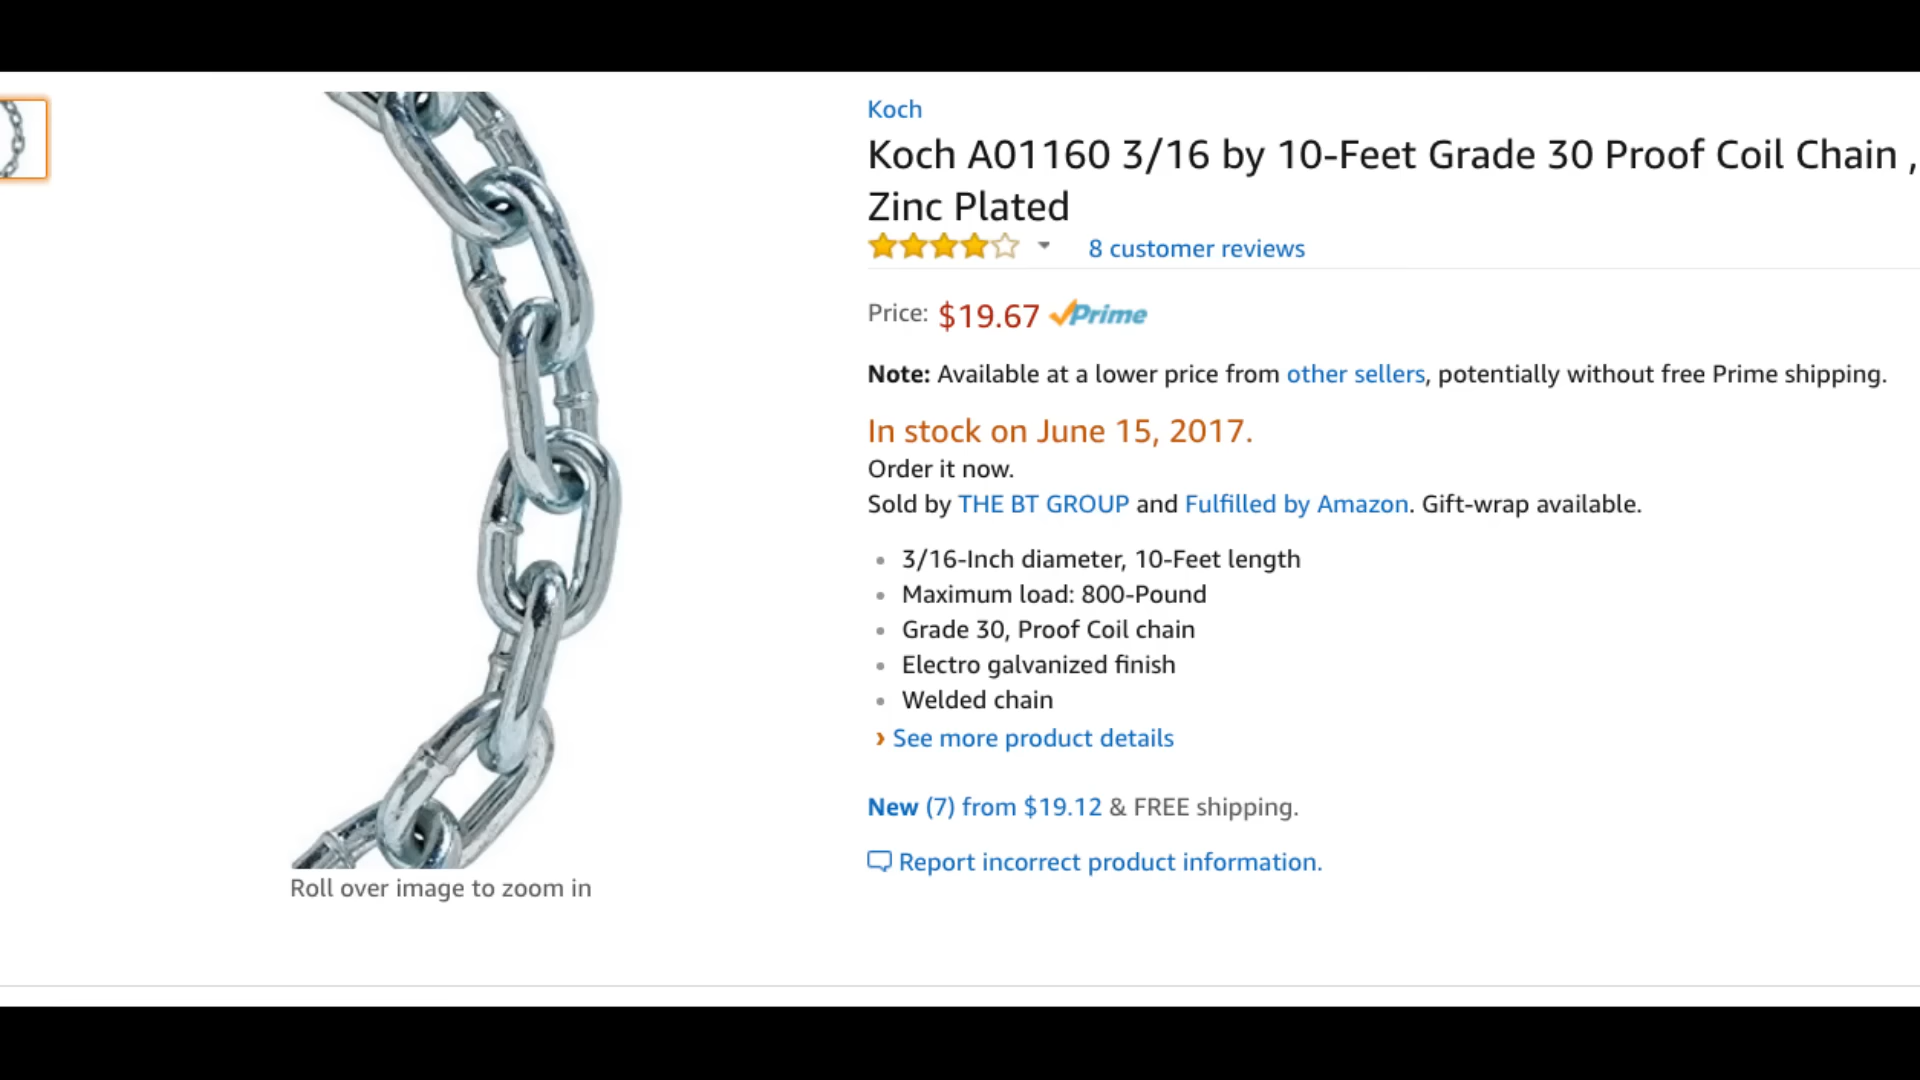 Koch
Koch A01160 3/16 by 10-Feet Grade 30 Proof Coil Chain ,
Zinc Plated
8 customer reviews
Price: $19.67 Prime
Note: Available at a lower price from other sellers, potentially without free Prime shipping.
In stock on June 15, 2017.
Order it now.
Sold by THE BT GROUP and Fulfilled by Amazon. Gift-wrap available.
• 3/16-Inch diameter, 10-Feet length
• Maximum load: 800-Pound
• Grade 30, Proof Coil chain
• Electro galvanized finish
• Welded chain
› See more product details
New (7) from $19.12 & FREE shipping.
Report incorrect product information.
Roll over image to zoom in